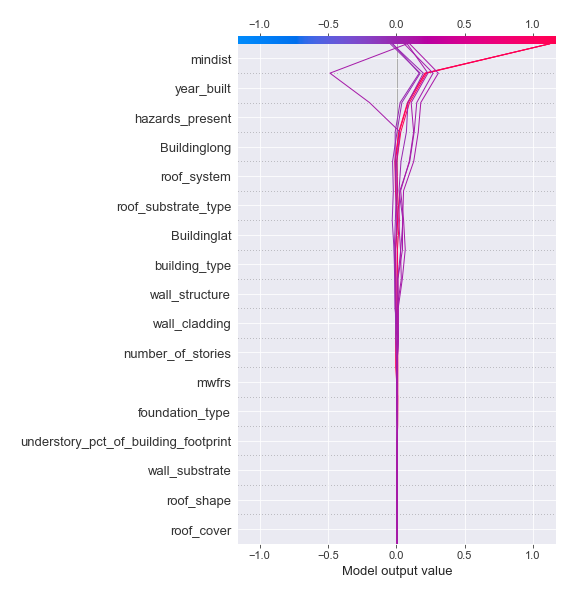 −1.0 −0.5 0.0 0.5 1.0
mindist
year_built
hazards_present
Buildinglong
roof_system
roof_substrate_type
Buildinglat
building_type
wall_structure
wall_cladding
number_of_stories
mwfrs
foundation_type
understory_pct_of_building_footprint
wall_substrate
roof_shape
roof_cover
−1.0 −0.5 0.0 0.5 1.0
Model output value